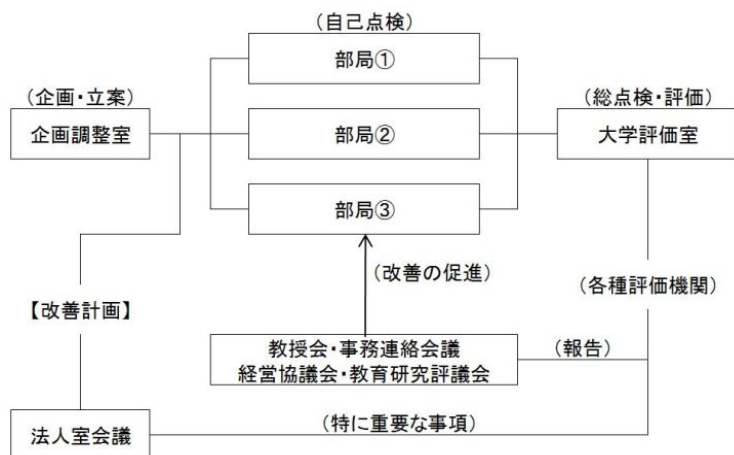 （自己点検）
部局①
（企画・立案）
（総点検・評価）
企画調整室
部局②
大学評価室
部局③
（改善の促進）
（各種評価機関）
【改善計画】
教授会・事務連絡会議
経営協議会・教育研究評議会
（報告）
（特に重要な事項）
法人室会議